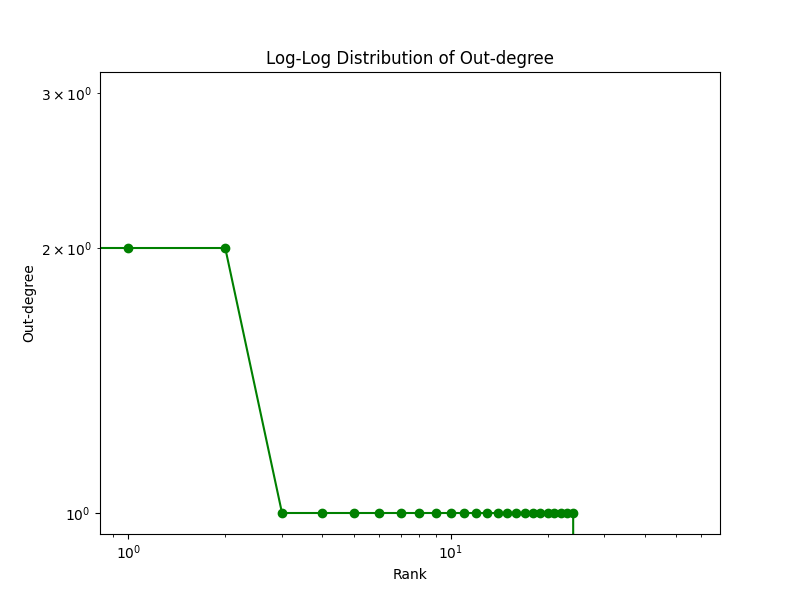 Log-Log Distribution of Out-degree
3 × 10⁰
2 × 10⁰
10⁰
Out-degree
10⁰ 10¹
Rank